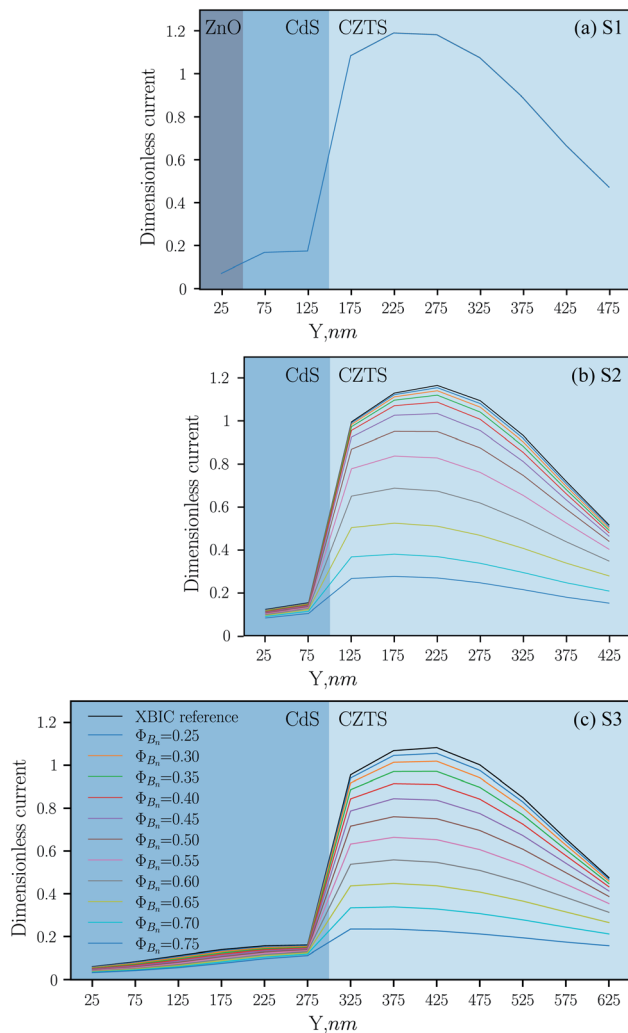 ZnO CdS CZTS (a) S1
1.2
1
0.8
0.6
0.4
0.2
0
Dimensionless current
25 75 125 175 225 275 325 375 425 475
Y,nm
CdS CZTS (b) S2
1.2
1
0.8
0.6
0.4
0.2
0
Dimensionless current
25 75 125 175 225 275 325 375 425
Y,nm
CdS CZTS (c) S3
1.2
1
0.8
0.6
0.4
0.2
0
Dimensionless current
XBIC reference
Φ_{B_n}=0.25
Φ_{B_n}=0.30
Φ_{B_n}=0.35
Φ_{B_n}=0.40
Φ_{B_n}=0.45
Φ_{B_n}=0.50
Φ_{B_n}=0.55
Φ_{B_n}=0.60
Φ_{B_n}=0.65
Φ_{B_n}=0.70
Φ_{B_n}=0.75
25 75 125 175 225 275 325 375 425 475 525 575 625
Y,nm